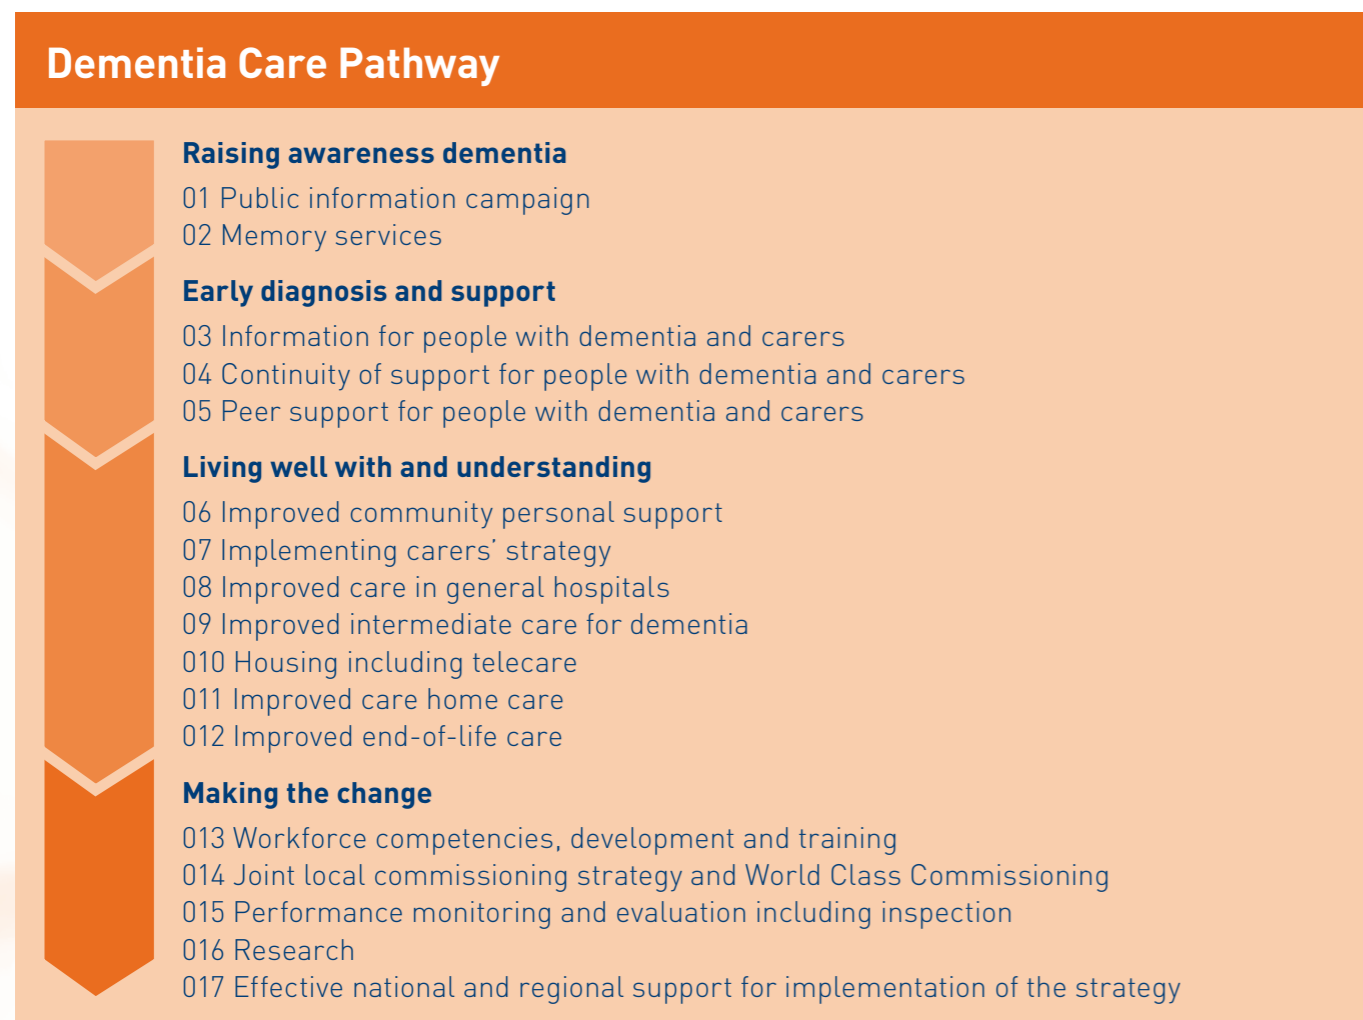 Dementia Care Pathway
Raising awareness dementia
01 Public information campaign
02 Memory services
Early diagnosis and support
03 Information for people with dementia and carers
04 Continuity of support for people with dementia and carers
05 Peer support for people with dementia and carers
Living well with and understanding
06 Improved community personal support
07 Implementing carers’ strategy
08 Improved care in general hospitals
09 Improved intermediate care for dementia
010 Housing including telecare
011 Improved care home care
012 Improved end-of-life care
Making the change
013 Workforce competencies, development and training
014 Joint local commissioning strategy and World Class Commissioning
015 Performance monitoring and evaluation including inspection
016 Research
017 Effective national and regional support for implementation of the strategy